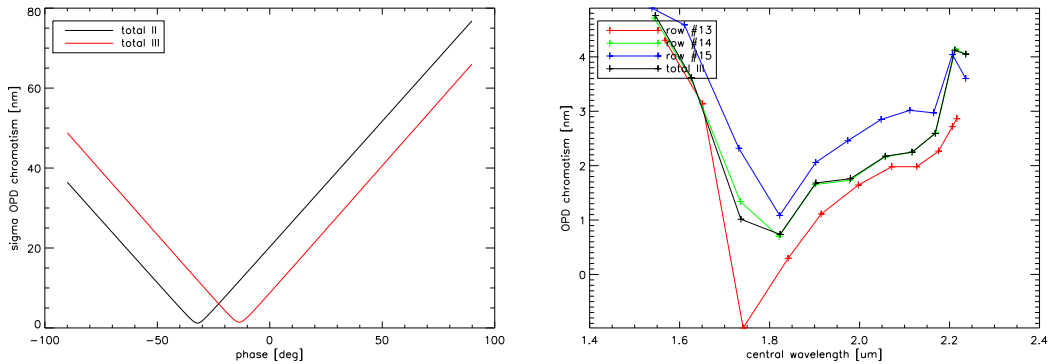 80
60
40
20
0
sigma OPD chromatism [nm]
total II
total III
-100
-50
0
50
100
phase [deg]
4
3
2
1
0
OPD chromatism [nm]
row #13
row #14
row #15
total III
1.4
1.6
1.8
2.0
2.2
2.4
central wavelength [um]